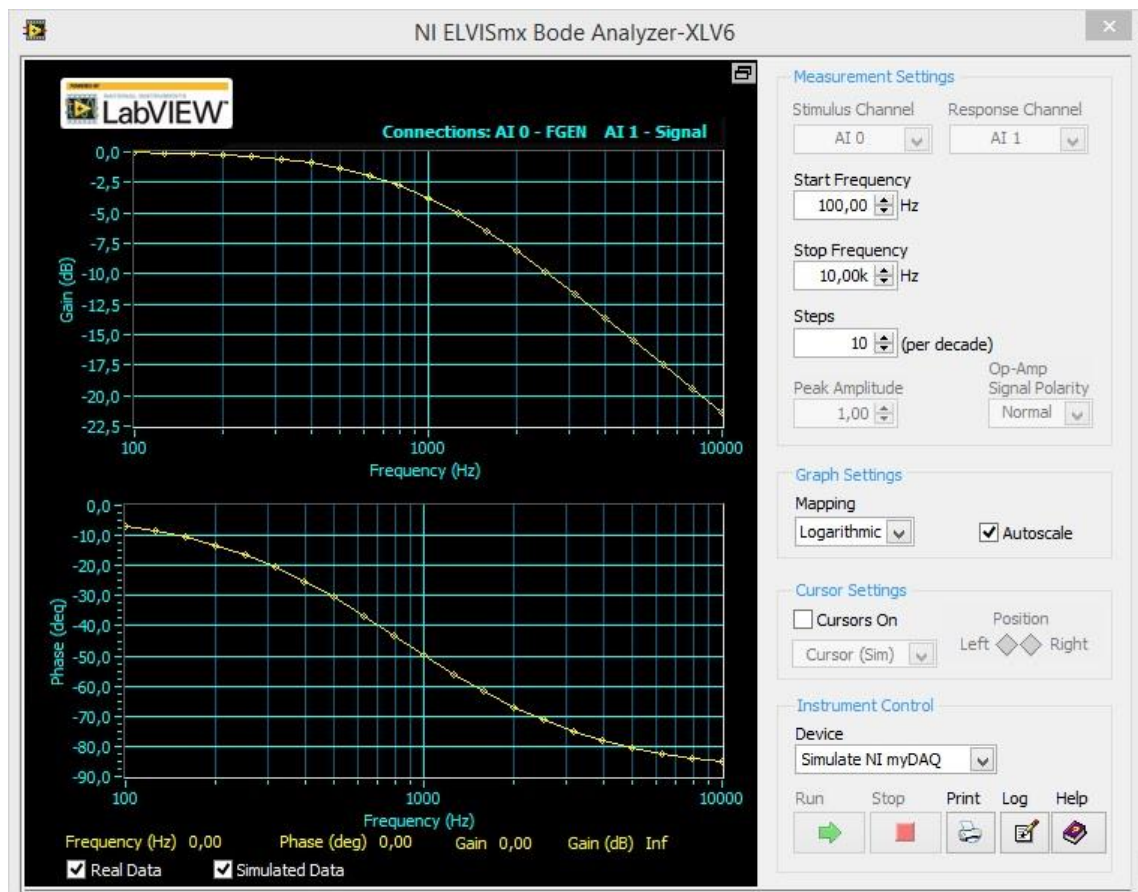 NI ELVISmx Bode Analyzer-XLV6
POWERED BY
NATIONAL INSTRUMENTS
LabVIEW
Connections: AI 0 - FGEN AI 1 - Signal
0,0
-2,5
-5,0
-7,5
-10,0
-12,5
-15,0
-17,5
-20,0
-22,5
Gain (dB)
100 1000 10000
Frequency (Hz)
0,0
-10,0
-20,0
-30,0
-40,0
-50,0
-60,0
-70,0
-80,0
-90,0
Phase (deg)
100 1000 10000
Frequency (Hz)
Frequency (Hz) 0,00 Phase (deg) 0,00 Gain 0,00 Gain (dB) Inf
Real Data Simulated Data
Measurement Settings
Stimulus Channel Response Channel
AI 0 AI 1
Start Frequency
100,00 Hz
Stop Frequency
10,00k Hz
Steps
10 (per decade)
Peak Amplitude Op-Amp Signal Polarity
1,00 Normal
Graph Settings
Mapping
Logarithmic Autoscale
Cursor Settings
Cursors On Position
Cursor (Sim) Left Right
Instrument Control
Device
Simulate NI myDAQ
Run Stop Print Log Help